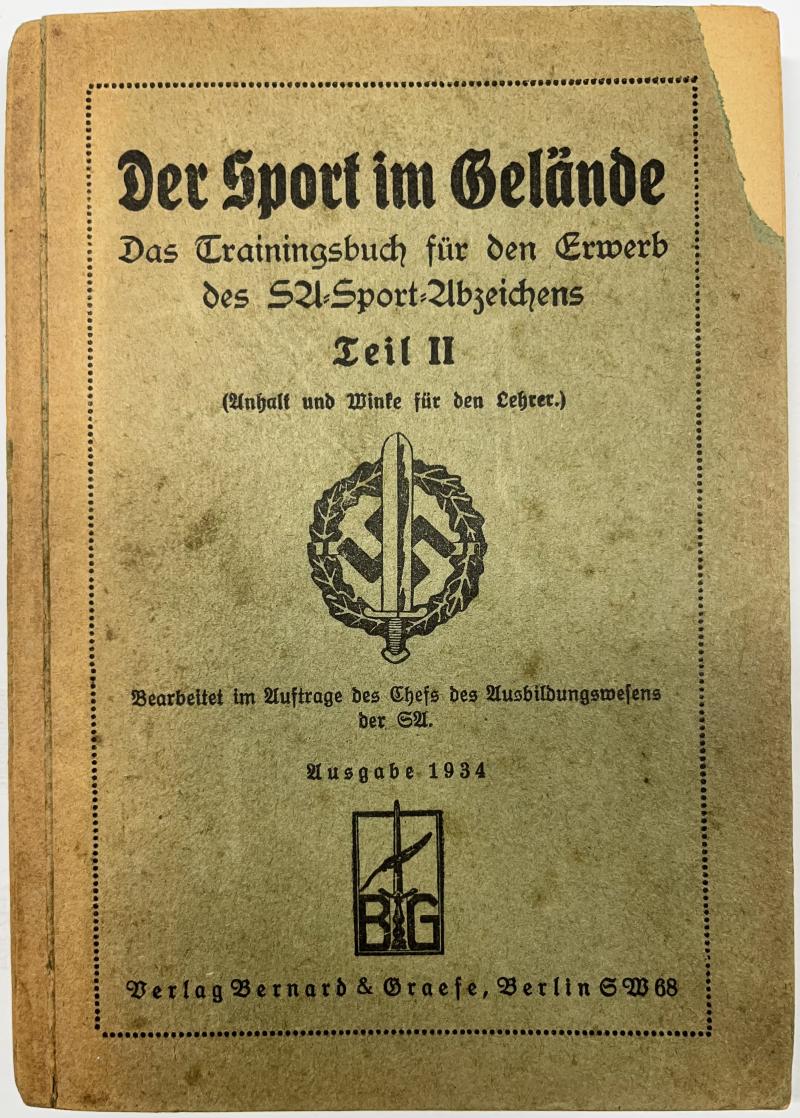 Der Sport im Gelände
Das Trainingsbuch für den Erwerb
des SA-Sport-Abzeichens
Teil II
(Anhalt und Winke für den Lehrer.)
Bearbeitet im Auftrage des Chefs des Ausbildungswesens
der SA.
Ausgabe 1934
BG
Verlag Bernard & Graefe, Berlin SW 68